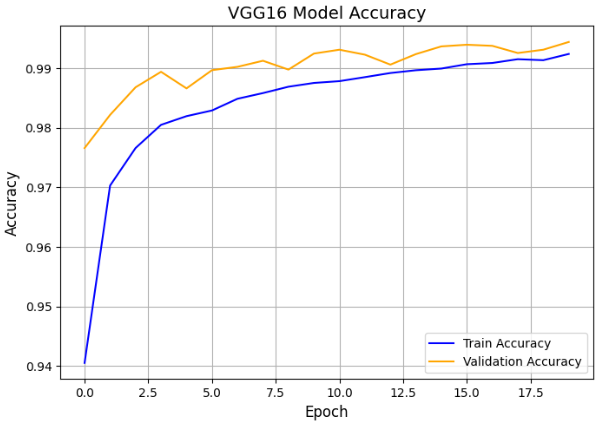 VGG16 Model Accuracy
0.99
0.98
0.97
0.96
0.95
0.94
Accuracy
Train Accuracy
Validation Accuracy
0.0 2.5 5.0 7.5 10.0 12.5 15.0 17.5
Epoch